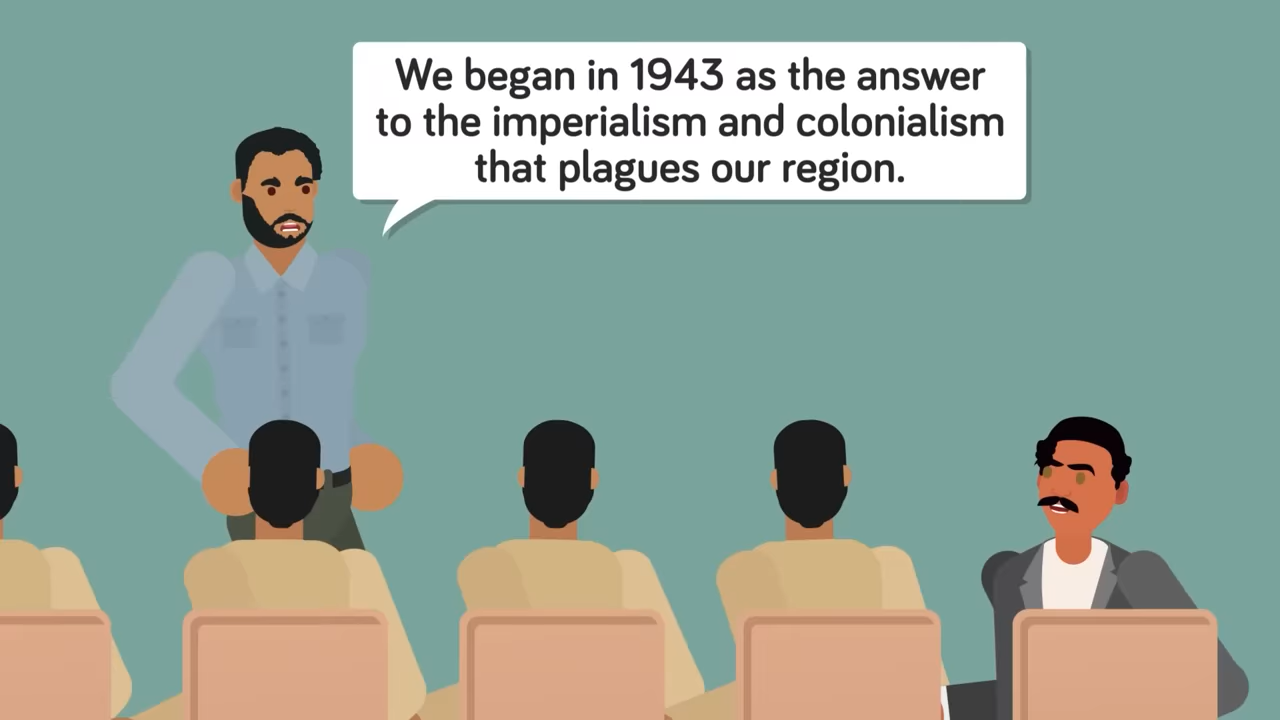 We began in 1943 as the answer
to the imperialism and colonialism
that plagues our region.